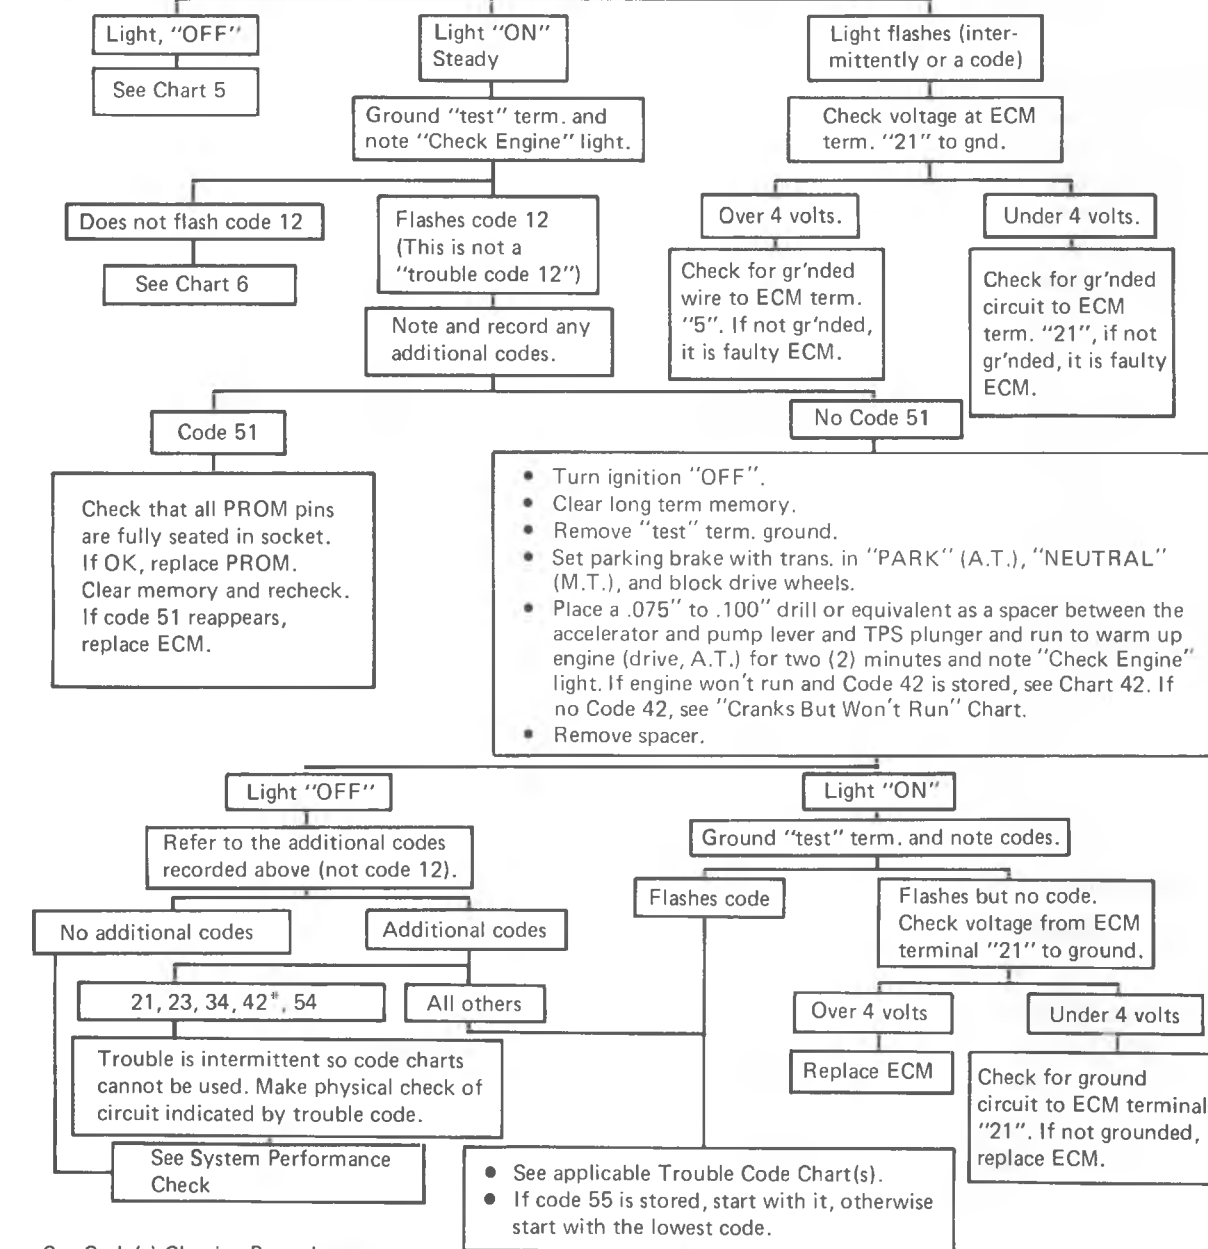 Light, "OFF"
See Chart 5
Light "ON"
Steady
Ground "test" term. and
note "Check Engine" light.
Does not flash code 12
See Chart 6
Flashes code 12
(This is not a
"trouble code 12")
Note and record any
additional codes.
Light flashes (inter-
mittently or a code)
Check voltage at ECM
term. "21" to gnd.
Over 4 volts.
Check for gr'nded
wire to ECM term.
"5". If not gr'nded,
it is faulty ECM.
Under 4 volts.
Check for gr'nded
circuit to ECM
term. "21", if not
gr'nded, it is faulty
ECM.
Code 51
Check that all PROM pins
are fully seated in socket.
If OK, replace PROM.
Clear memory and recheck.
If code 51 reappears,
replace ECM.
No Code 51
• Turn ignition "OFF".
• Clear long term memory.
• Remove "test" term. ground.
• Set parking brake with trans. in "PARK" (A.T.), "NEUTRAL"
(M.T.), and block drive wheels.
• Place a .075" to .100" drill or equivalent as a spacer between the
accelerator and pump lever and TPS plunger and run to warm up
engine (drive, A.T.) for two (2) minutes and note "Check Engine"
light. If engine won't run and Code 42 is stored, see Chart 42. If
no Code 42, see "Cranks But Won't Run" Chart.
• Remove spacer.
Light "OFF"
Refer to the additional codes
recorded above (not code 12).
No additional codes
Additional codes
21, 23, 34, 42*, 54
All others
Trouble is intermittent so code charts
cannot be used. Make physical check of
circuit indicated by trouble code.
See System Performance
Check
Light "ON"
Ground "test" term. and note codes.
Flashes code
Flashes but no code.
Check voltage from ECM
terminal "21" to ground.
Over 4 volts
Replace ECM
Under 4 volts
Check for ground
circuit to ECM terminal
"21". If not grounded,
replace ECM.
• See applicable Trouble Code Chart(s).
• If code 55 is stored, start with it, otherwise
start with the lowest code.